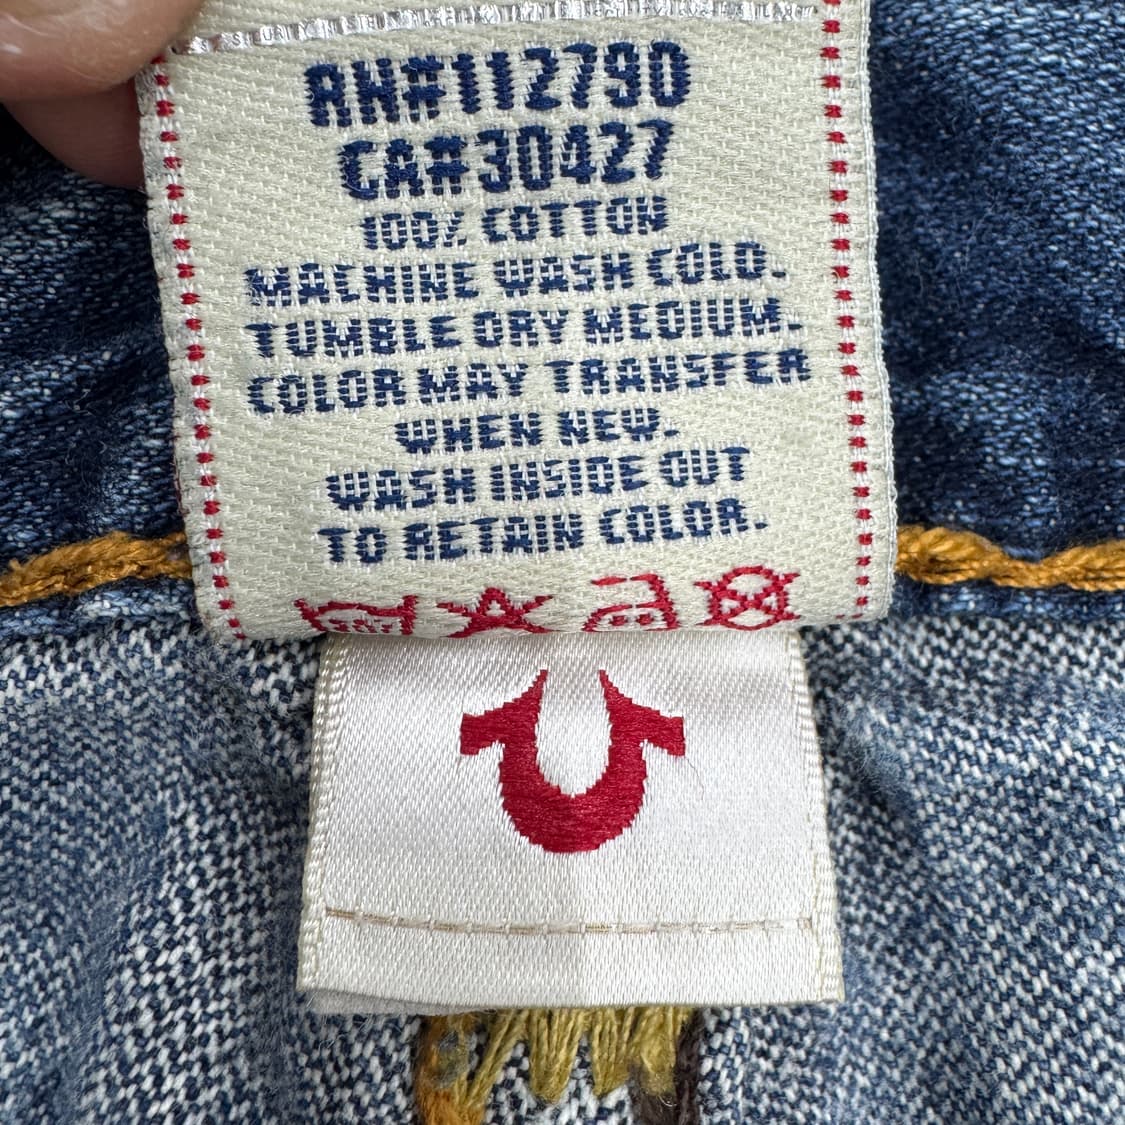 SECURITY
RN#112790
CA#30427
100% COTTON
MACHINE WASH COLD.
TUMBLE DRY MEDIUM.
COLOR MAY TRANSFER
WHEN NEW.
WASH INSIDE OUT
TO RETAIN COLOR.